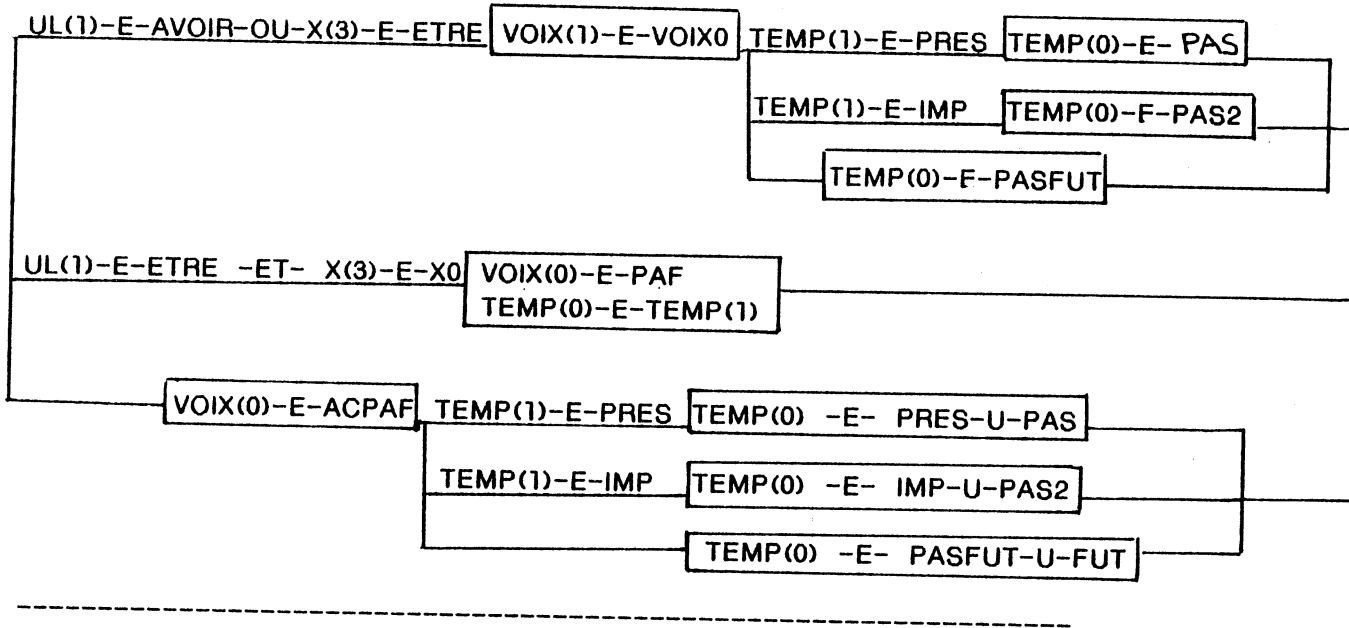 UL(1)-E-AVOIR-OU-X(3)-E-ETRE VOIX(1)-E-VOIX0 TEMP(1)-E-PRES TEMP(0)-E- PAS
TEMP(1)-E-IMP TEMP(0)-F-PAS2
TEMP(0)-E-PASFUT
UL(1)-E-ETRE -ET- X(3)-E-X0 VOIX(0)-E-PAF
TEMP(0)-E-TEMP(1)
VOIX(0)-E-ACPAF TEMP(1)-E-PRES TEMP(0) -E- PRES-U-PAS
TEMP(1)-E-IMP TEMP(0) -E- IMP-U-PAS2
TEMP(0) -E- PASFUT-U-FUT